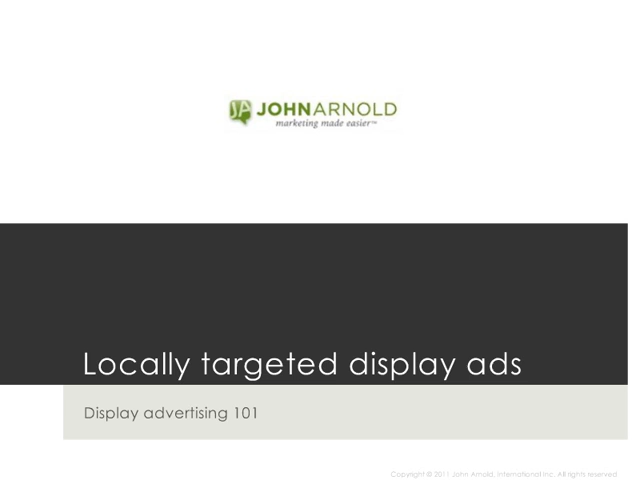 JA JOHNARNOLD
marketing made easier™
Locally targeted display ads
Display advertising 101
Copyright © 2011 John Arnold, International Inc. All rights reserved.